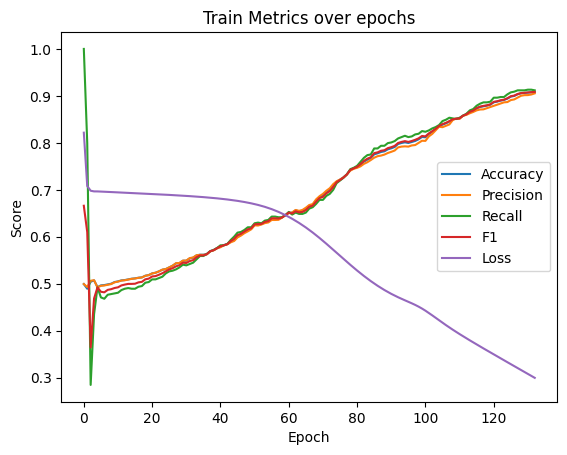 Train Metrics over epochs
Score
1.0
0.9
0.8
0.7
0.6
0.5
0.4
0.3
Accuracy
Precision
Recall
F1
Loss
0 20 40 60 80 100 120
Epoch